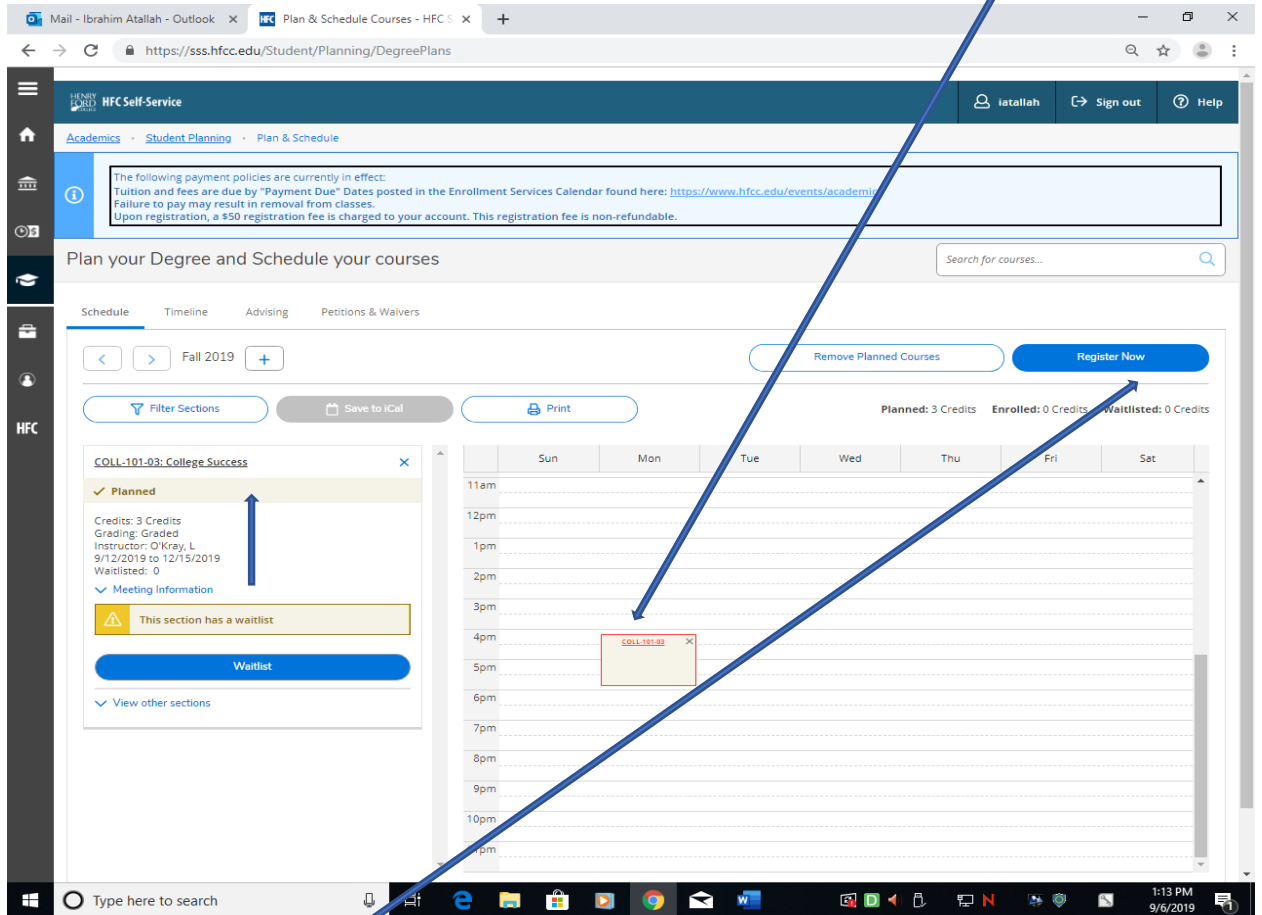 Mail - Ibrahim Atallah - Outlook
Plan & Schedule Courses - HFC S
https://sss.hfcc.edu/Student/Planning/DegreePlans
HENRY FORD COLLEGE
HFC Self-Service
iatallah
Sign out
Help
Academics · Student Planning · Plan & Schedule
The following payment policies are currently in effect:
Tuition and fees are due by "Payment Due" Dates posted in the Enrollment Services Calendar found here: https://www.hfcc.edu/events/academic
Failure to pay may result in removal from classes.
Upon registration, a $50 registration fee is charged to your account. This registration fee is non-refundable.
Plan your Degree and Schedule your courses
Search for courses...
Schedule Timeline Advising Petitions & Waivers
Fall 2019
Remove Planned Courses
Register Now
Filter Sections
Save to iCal
Print
Planned: 3 Credits Enrolled: 0 Credits Waitlisted: 0 Credits
HFC
COLL-101-03: College Success
Planned
Credits: 3 Credits
Grading: Graded
Instructor: O'Kray, L
9/12/2019 to 12/15/2019
Waitlisted: 0
Meeting Information
This section has a waitlist
Waitlist
View other sections
Sun Mon Tue Wed Thu Fri Sat
11am
12pm
1pm
2pm
3pm
4pm
COLL-101-03
5pm
6pm
7pm
8pm
9pm
10pm
Type here to search
1:13 PM
9/6/2019